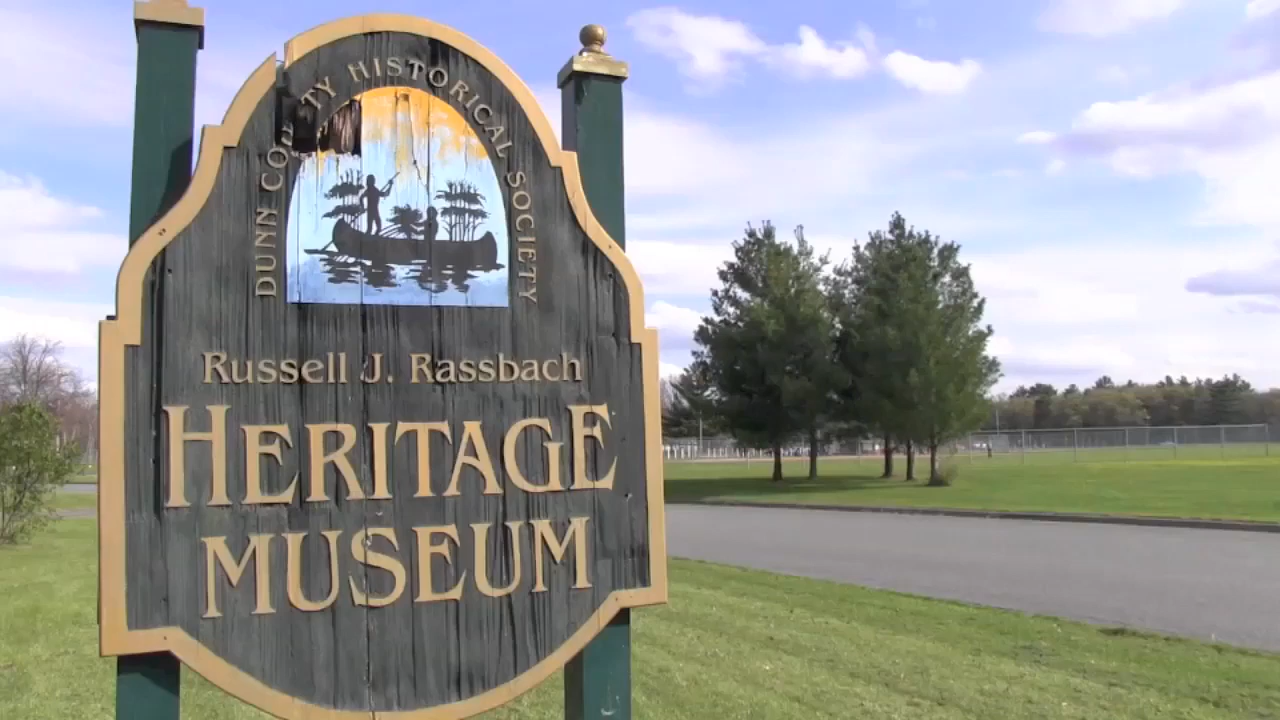 DUNN COUNTY HISTORICAL SOCIETY
Russell J. Rassbach
HERITAGE
MUSEUM